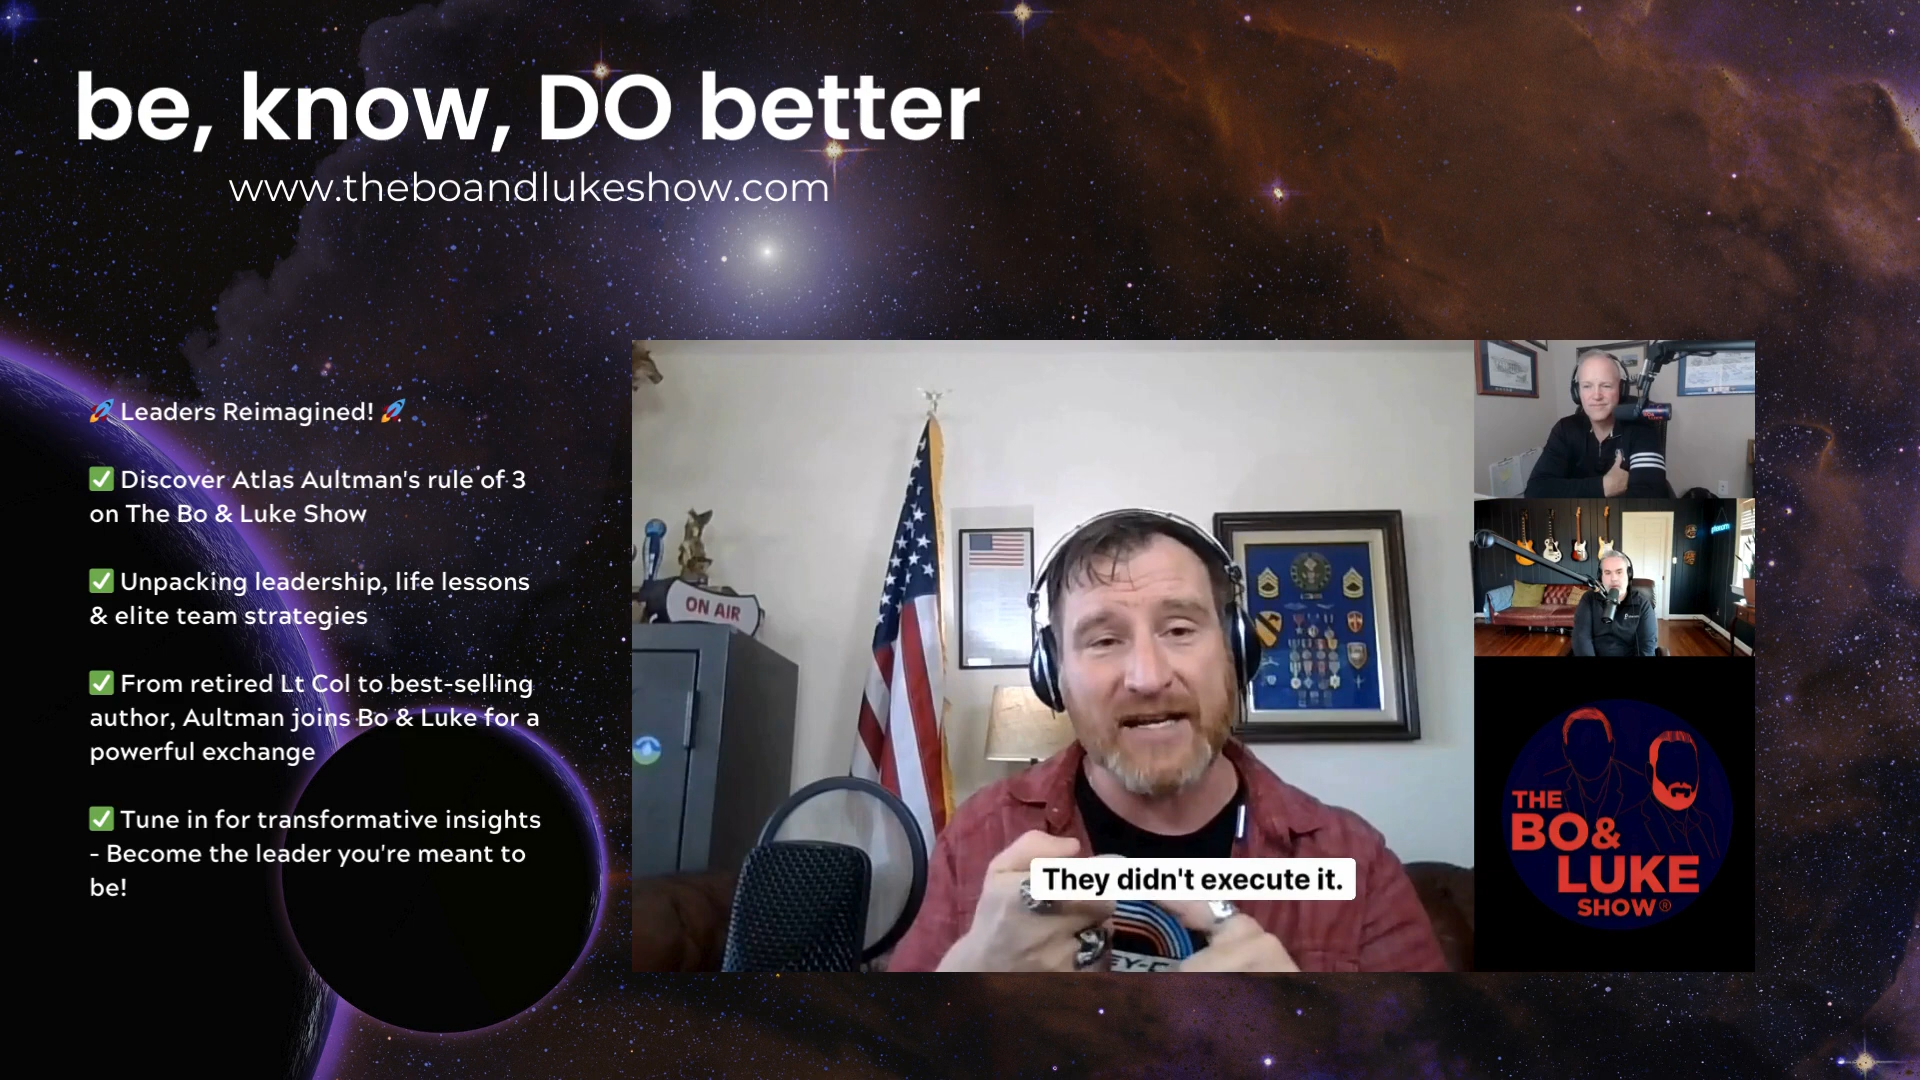 be, know, DO better
www.theboandlukeshow.com
🚀 Leaders Reimagined! 🚀
✅ Discover Atlas Aultman's rule of 3
on The Bo & Luke Show
✅ Unpacking leadership, life lessons
& elite team strategies
✅ From retired Lt Col to best-selling
author, Aultman joins Bo & Luke for a
powerful exchange
✅ Tune in for transformative insights
- Become the leader you're meant to
be!
ON AIR
They didn't execute it.
THE
BO &
LUKE
SHOW®